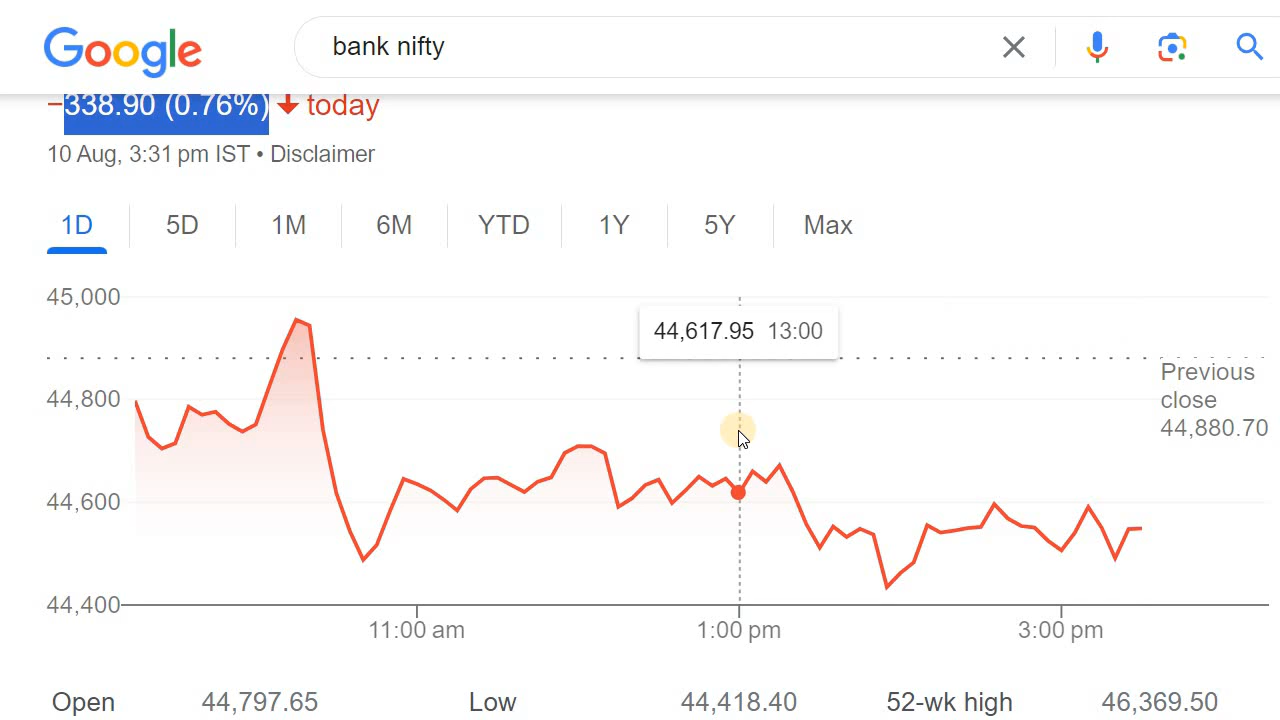 Google
bank nifty
−338.90 (0.76%) today
10 Aug, 3:31 pm IST • Disclaimer
1D 5D 1M 6M YTD 1Y 5Y Max
45,000
44,617.95 13:00
Previous
close
44,880.70
44,800
44,600
44,400
11:00 am 1:00 pm 3:00 pm
Open 44,797.65 Low 44,418.40 52-wk high 46,369.50